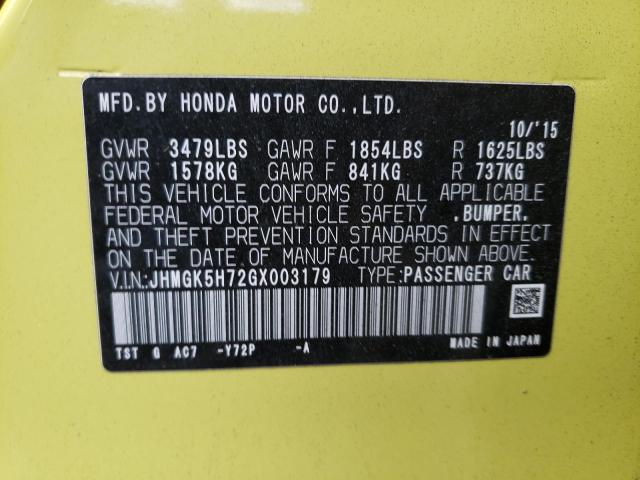 MFD.BY HONDA MOTOR CO.,LTD.
10/'15
GVWR 3479LBS GAWR F 1854LBS R 1625LBS
GVWR 1578KG GAWR F 841KG R 737KG
THIS VEHICLE CONFORMS TO ALL APPLICABLE
FEDERAL MOTOR VEHICLE SAFETY ,BUMPER,
AND THEFT PREVENTION STANDARDS IN EFFECT
ON THE DATE OF MANUFACTURE SHOWN ABOVE.
V.IN:JHMGK5H72GX003179 TYPE:PASSENGER CAR
TST G AC7 -Y72P -A
MADE IN JAPAN